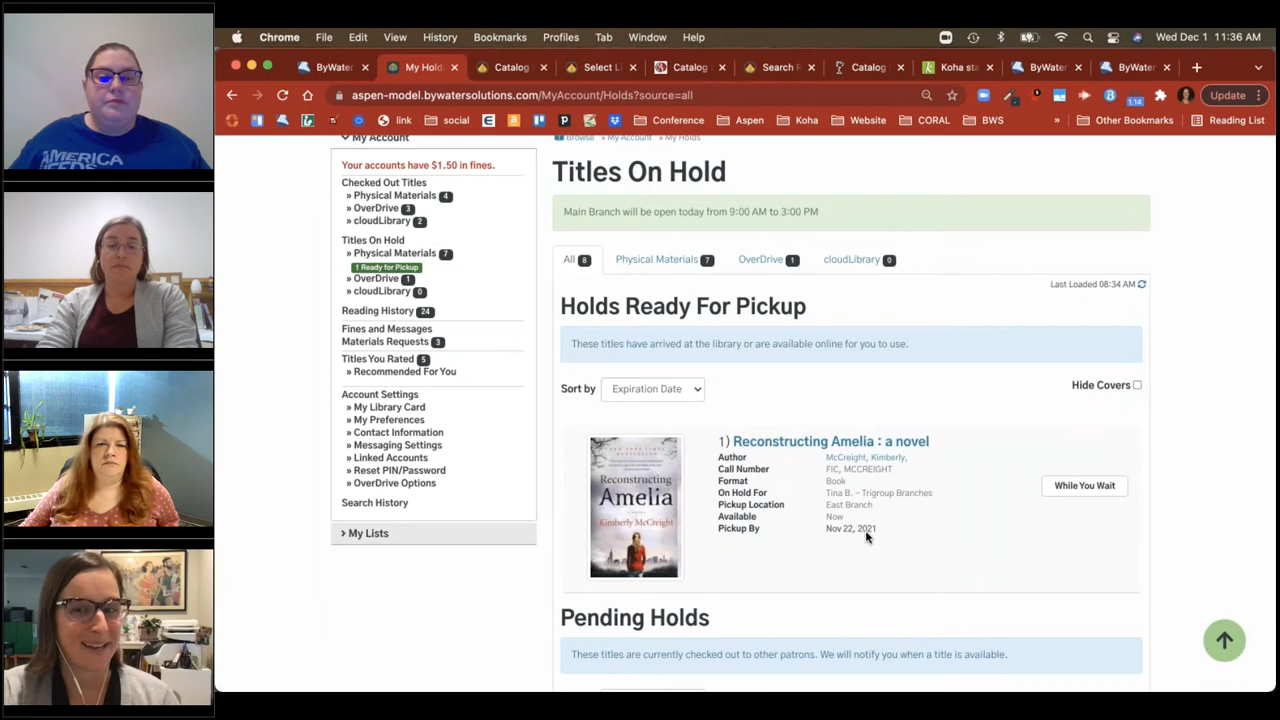 Chrome File Edit View History Bookmarks Profiles Tab Window Help Wed Dec 1 11:36 AM
ByWater My Hold Catalog Select Li Catalog Search R Catalog Koha sta ByWater ByWater
aspen-model.bywatersolutions.com/MyAccount/Holds?source=all
1.14 Update
link social Conference Aspen Koha Website CORAL BWS » Other Bookmarks Reading List
AMERICA
NEEDS
My Account
Your accounts have $1.50 in fines.
Checked Out Titles
» Physical Materials 4
» OverDrive 3
» cloudLibrary 2
Titles On Hold
» Physical Materials 7
1 Ready for Pickup
» OverDrive 1
» cloudLibrary 0
Reading History 24
Fines and Messages
Materials Requests 3
Titles You Rated 5
» Recommended For You
Account Settings
» My Library Card
» My Preferences
» Contact Information
» Messaging Settings
» Linked Accounts
» Reset PIN/Password
» OverDrive Options
Search History
My Lists
Browse » My Account » My Holds
Titles On Hold
Main Branch will be open today from 9:00 AM to 3:00 PM
All 8 Physical Materials 7 OverDrive 1 cloudLibrary 0
Last Loaded 08:34 AM
Holds Ready For Pickup
These titles have arrived at the library or are available online for you to use.
Sort by Expiration Date Hide Covers
Reconstructing
Amelia
Kimberly McCreight
1) Reconstructing Amelia : a novel
Author McCreight, Kimberly,
Call Number FIC, MCCREIGHT
Format Book
On Hold For Tina B. - Trigroup Branches
Pickup Location East Branch
Available Now
Pickup By Nov 22, 2021
While You Wait
Pending Holds
These titles are currently checked out to other patrons. We will notify you when a title is available.